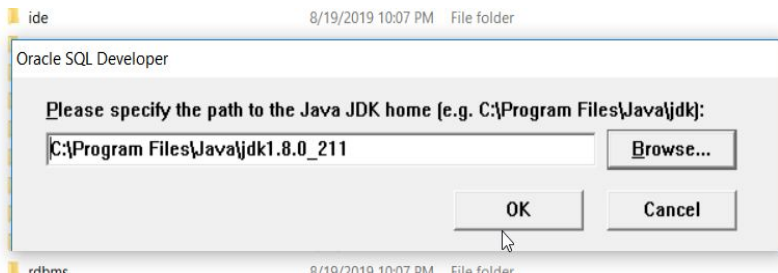 ide 8/19/2019 10:07 PM File folder
Oracle SQL Developer
Please specify the path to the Java JDK home (e.g. C:\Program Files\Java\jdk):
C:\Program Files\Java\jdk1.8.0_211 Browse...
OK Cancel
rdbms 8/19/2019 10:07 PM File folder